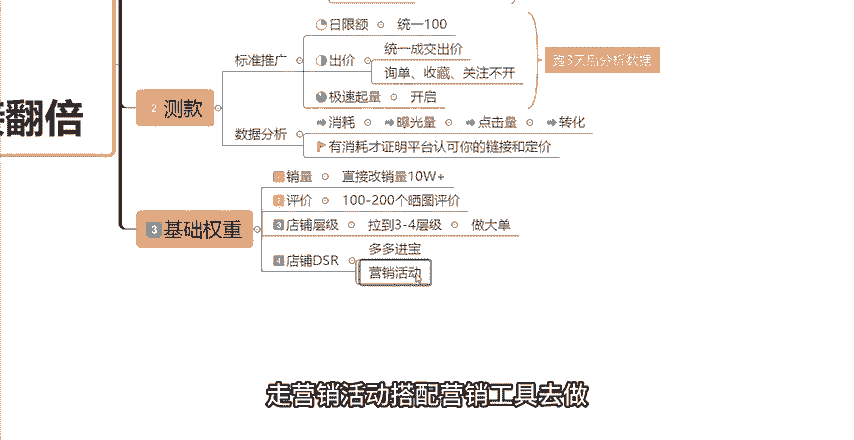 翻倍
2 测款
标准推广
日限额
统一100
出价
统一成交出价
询单、收藏、关注不开
极速起量
开启
跑3天后分析数据
数据分析
消耗
曝光量
点击量
转化
有消耗才证明平台认可你的链接和定价
3 基础权重
1 销量
直接改销量10W+
2 评价
100-200个晒图评价
3 店铺层级
拉到3-4层级
做大单
4 店铺DSR
多多进宝
营销活动
走营销活动搭配营销工具去做